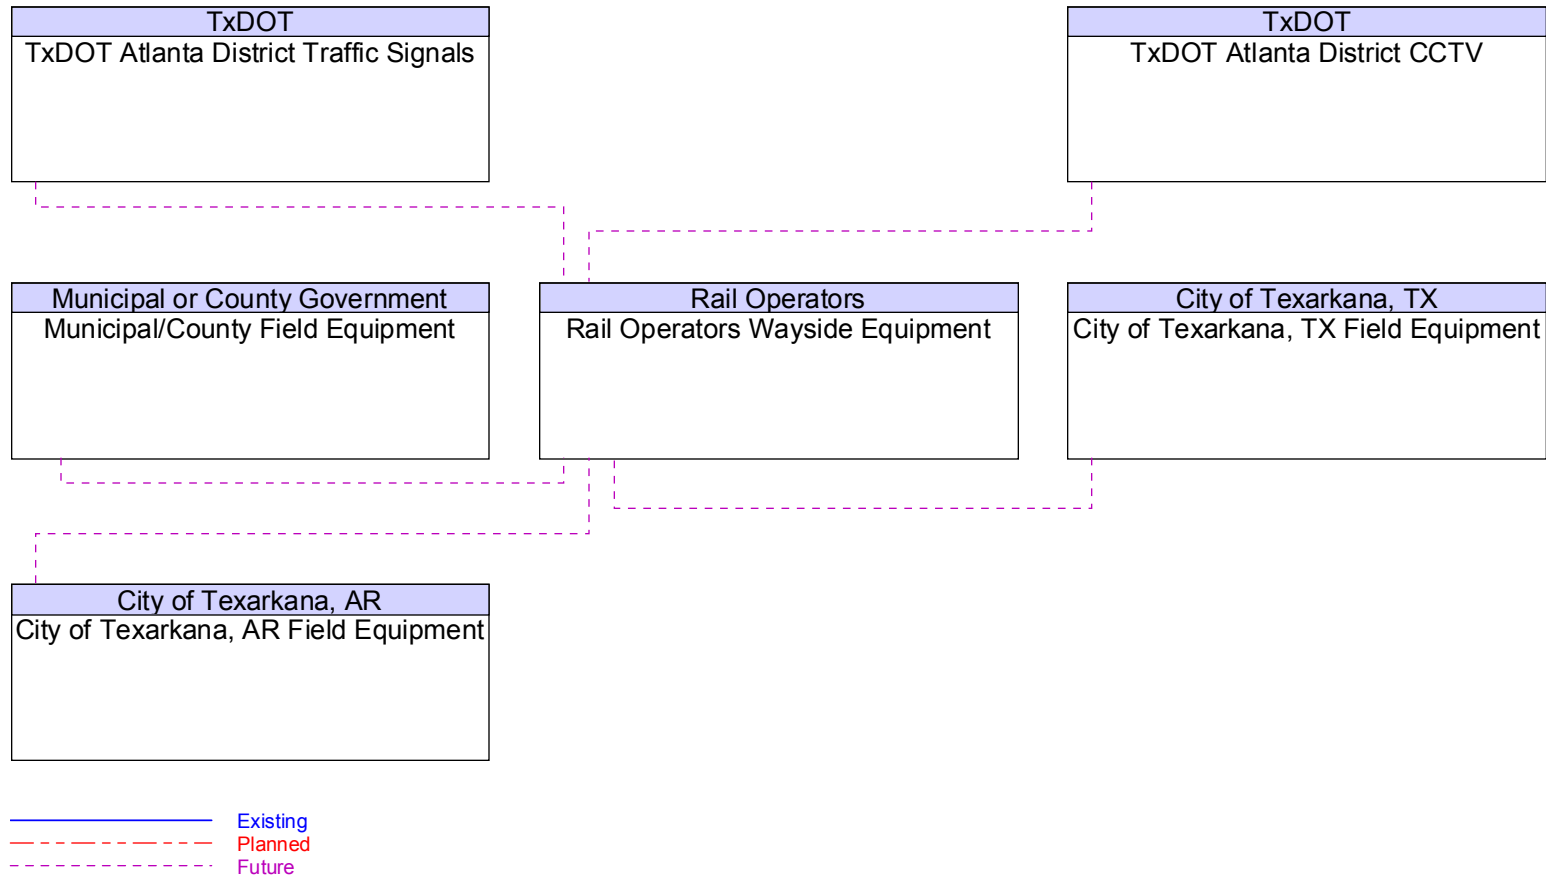 TxDOT
TxDOT Atlanta District Traffic Signals
TxDOT
TxDOT Atlanta District CCTV
Municipal or County Government
Municipal/County Field Equipment
Rail Operators
Rail Operators Wayside Equipment
City of Texarkana, TX
City of Texarkana, TX Field Equipment
City of Texarkana, AR
City of Texarkana, AR Field Equipment
Existing
Planned
Future